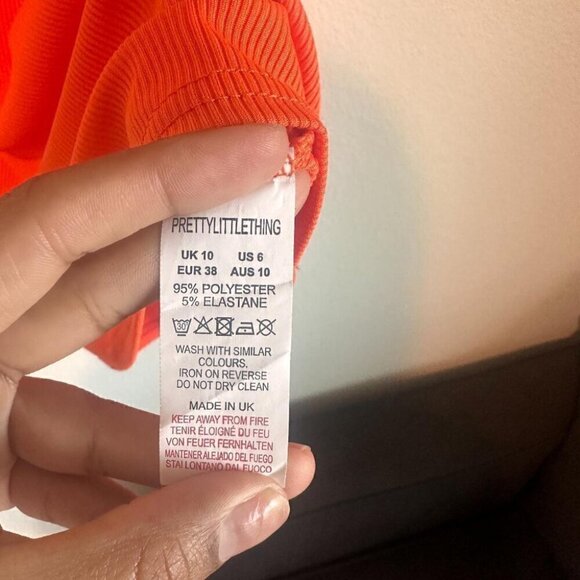 PRETTYLITTLETHING
UK 10 US 6
EUR 38 AUS 10
95% POLYESTER
5% ELASTANE
30
WASH WITH SIMILAR
COLOURS,
IRON ON REVERSE
DO NOT DRY CLEAN
MADE IN UK
KEEP AWAY FROM FIRE
TENIR ÉLOIGNÉ DU FEU
VON FEUER FERNHALTEN
MANTENER ALEJADO DEL FUEGO
STAI LONTANO DAL FUOCO